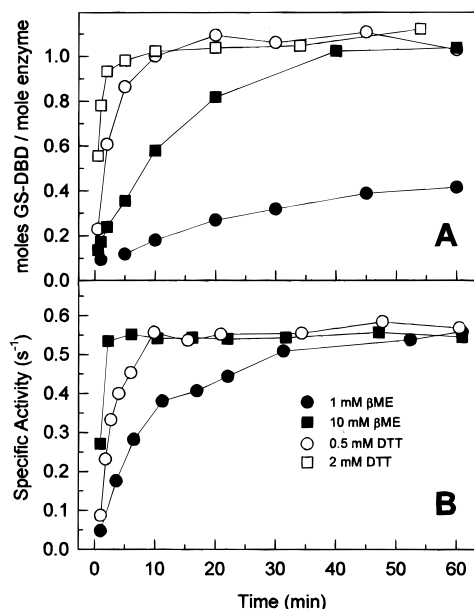 moles GS-DBD / mole enzyme
1.0
0.8
0.6
0.4
0.2
0.0
A
Specific Activity (s⁻¹)
0.6
0.5
0.4
0.3
0.2
0.1
0.0
1 mM βME
10 mM βME
0.5 mM DTT
2 mM DTT
B
0 10 20 30 40 50 60
Time (min)